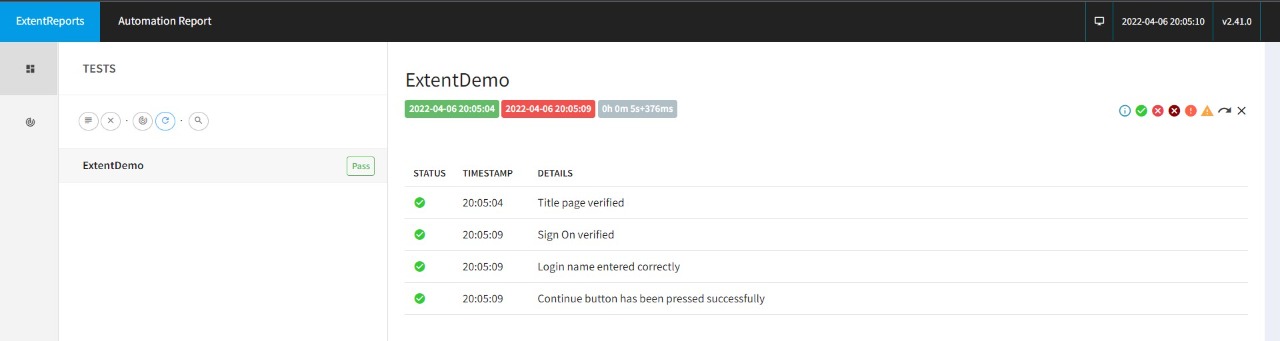 ExtentReports
Automation Report
2022-04-06 20:05:10
v2.41.0
TESTS
ExtentDemo
Pass
ExtentDemo
2022-04-06 20:05:04 2022-04-06 20:05:09 0h 0m 5s+376ms
STATUS TIMESTAMP DETAILS
20:05:04 Title page verified
20:05:09 Sign On verified
20:05:09 Login name entered correctly
20:05:09 Continue button has been pressed successfully